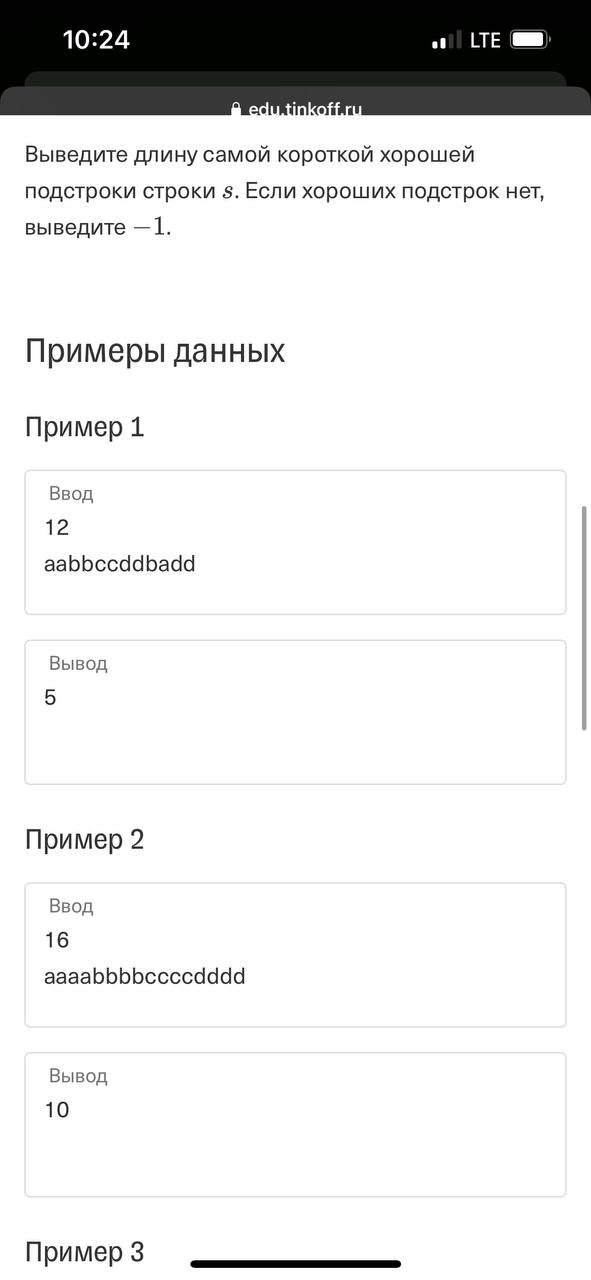 10:24
LTE
edu.tinkoff.ru
Выведите длину самой короткой хорошей
подстроки строки s. Если хороших подстрок нет,
выведите −1.
Примеры данных
Пример 1
Ввод
12
aabbccddbadd
Вывод
5
Пример 2
Ввод
16
aaaabbbbccccdddd
Вывод
10
Пример 3